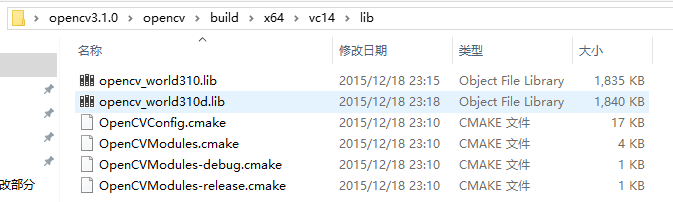 opencv3.1.0 > opencv > build > x64 > vc14 > lib
名称 修改日期 类型 大小
opencv_world310.lib 2015/12/18 23:15 Object File Library 1,835 KB
opencv_world310d.lib 2015/12/18 23:18 Object File Library 1,840 KB
OpenCVConfig.cmake 2015/12/18 23:10 CMAKE 文件 17 KB
OpenCVModules.cmake 2015/12/18 23:10 CMAKE 文件 4 KB
OpenCVModules-debug.cmake 2015/12/18 23:10 CMAKE 文件 1 KB
OpenCVModules-release.cmake 2015/12/18 23:10 CMAKE 文件 1 KB
改部分